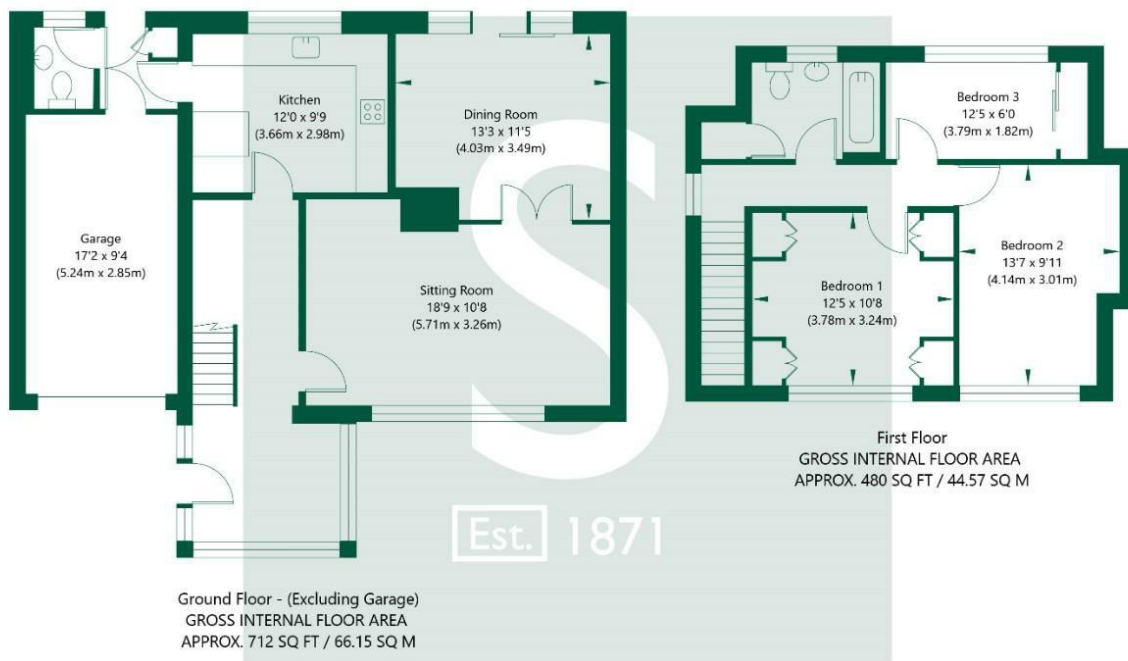 Kitchen
12'0 x 9'9
(3.66m x 2.98m)
Dining Room
13'3 x 11'5
(4.03m x 3.49m)
Garage
17'2 x 9'4
(5.24m x 2.85m)
Sitting Room
18'9 x 10'8
(5.71m x 3.26m)
Ground Floor - (Excluding Garage)
GROSS INTERNAL FLOOR AREA
APPROX. 712 SQ FT / 66.15 SQ M
Bedroom 3
12'5 x 6'0
(3.79m x 1.82m)
Bedroom 2
13'7 x 9'11
(4.14m x 3.01m)
Bedroom 1
12'5 x 10'8
(3.78m x 3.24m)
First Floor
GROSS INTERNAL FLOOR AREA
APPROX. 480 SQ FT / 44.57 SQ M
S
Est. 1871